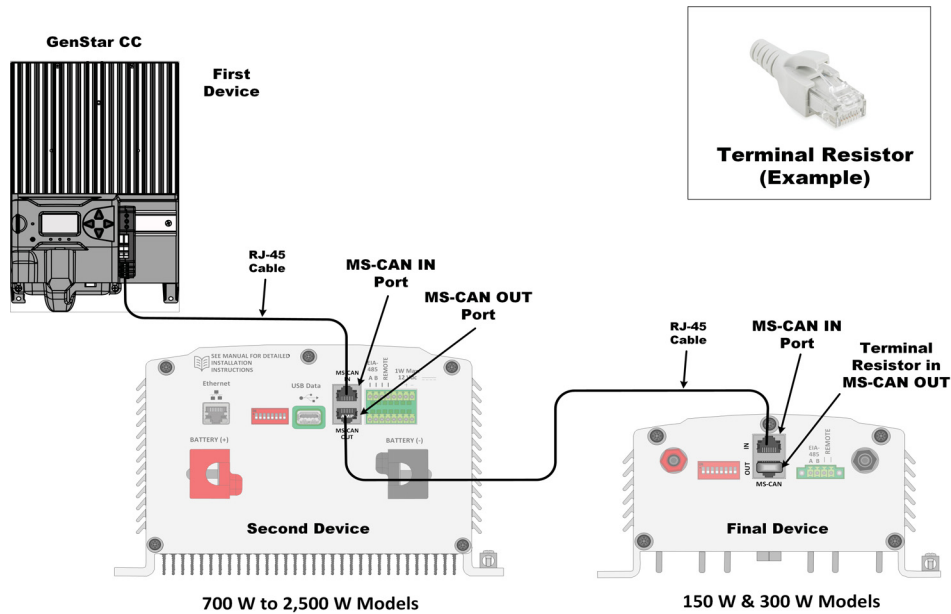 GenStar CC
First
Device
Terminal Resistor
(Example)
RJ-45
Cable
MS-CAN IN
Port
MS-CAN OUT
Port
RJ-45
Cable
MS-CAN IN
Port
Terminal
Resistor in
MS-CAN OUT
SEE MANUAL FOR DETAILED
INSTALLATION
INSTRUCTIONS
Ethernet
USB Data
MS-CAN
IN
EIA-
485
A B
REMOTE
MS-CAN
OUT
BATTERY (+)
BATTERY (-)
Second Device
IN
OUT
MS-CAN
EIA-
485
A B
REMOTE
Final Device
700 W to 2,500 W Models
150 W & 300 W Models